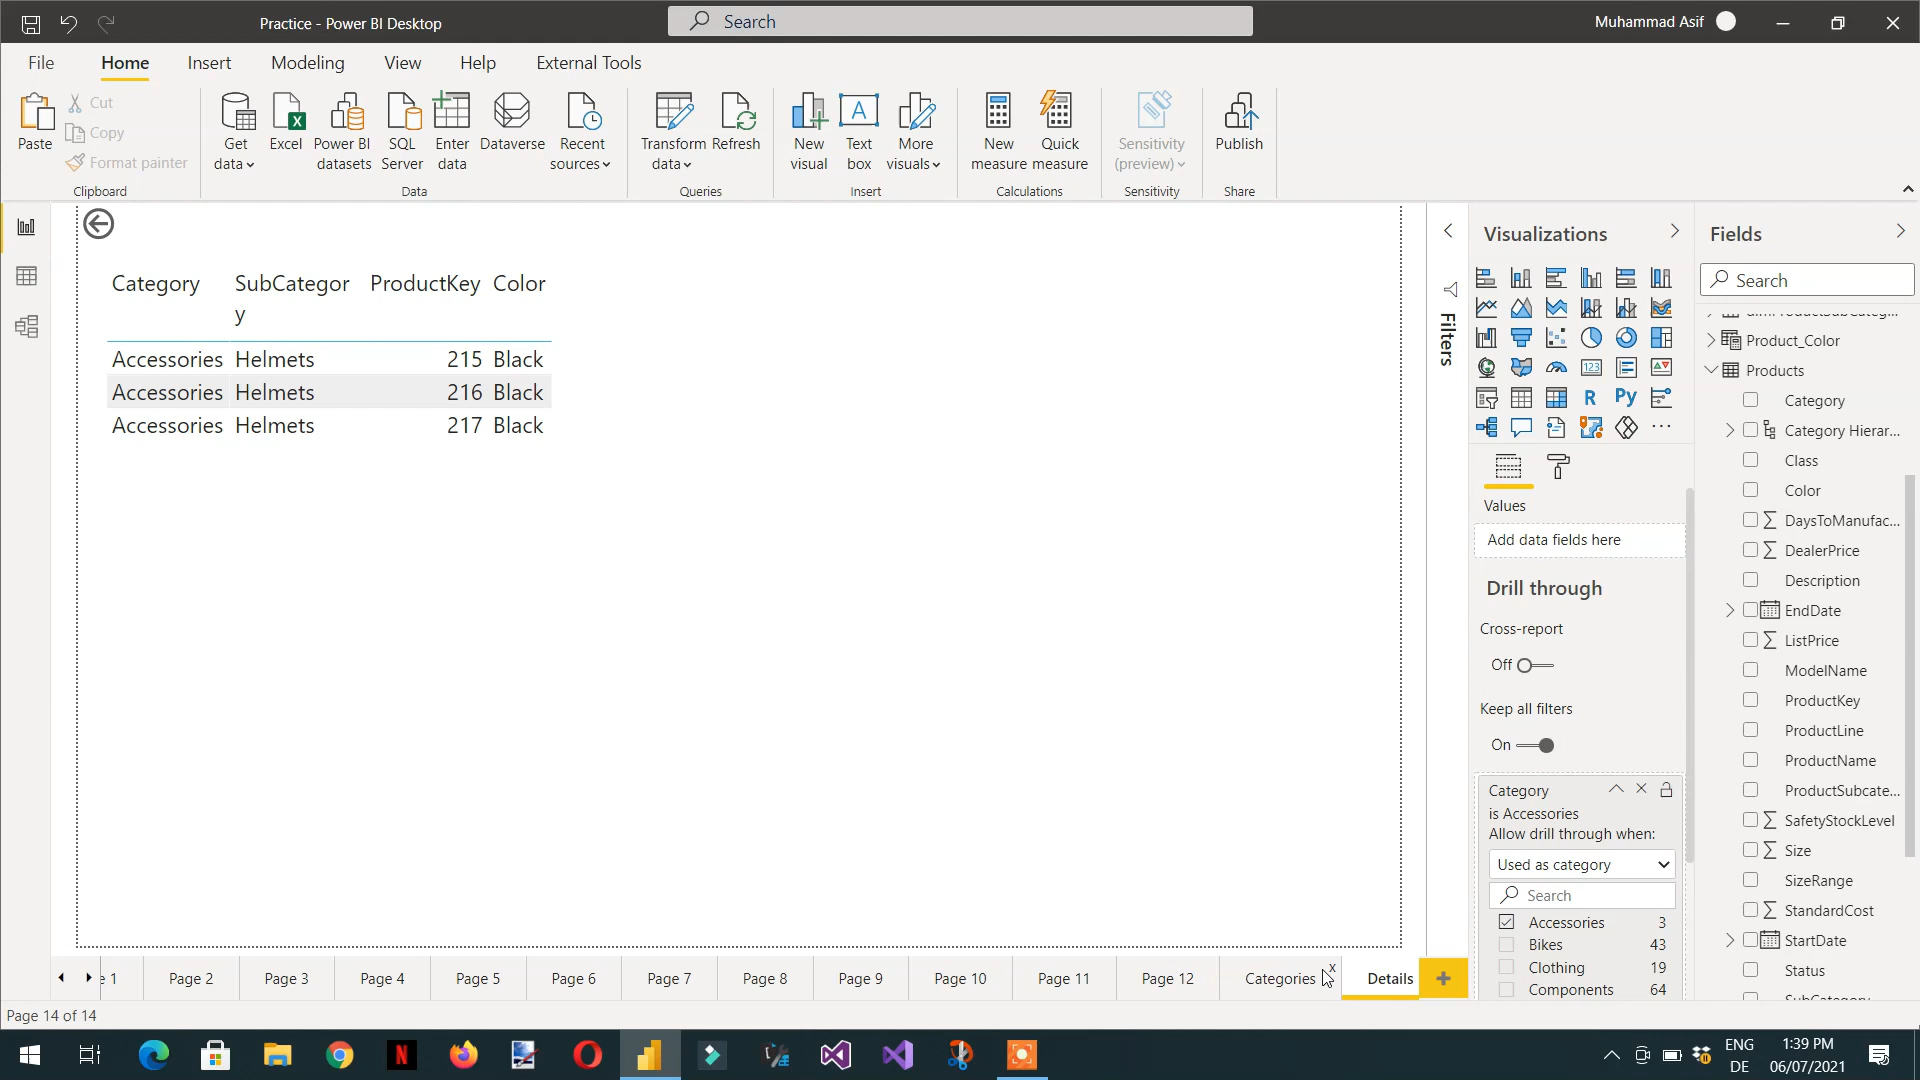 Practice - Power BI Desktop
Search
Muhammad Asif
File
Home
Insert
Modeling
View
Help
External Tools
Paste
Cut
Copy
Format painter
Clipboard
Get data
Excel
Power BI datasets
SQL Server
Enter data
Dataverse
Recent sources
Data
Transform data
Refresh
Queries
New visual
A
Text box
More visuals
Insert
New measure
Quick measure
Calculations
Sensitivity (preview)
Sensitivity
Publish
Share
Category SubCategory ProductKey Color
Accessories Helmets 215 Black
Accessories Helmets 216 Black
Accessories Helmets 217 Black
Filters
Visualizations
123
R
Py
Values
Add data fields here
Drill through
Cross-report
Off
Keep all filters
On
Category
is Accessories
Allow drill through when:
Used as category
Search
Accessories 3
Bikes 43
Clothing 19
Components 64
Fields
Search
Product_Color
Products
Category
Category Hierar...
Class
Color
DaysToManufac...
DealerPrice
Description
EndDate
ListPrice
ModelName
ProductKey
ProductLine
ProductName
ProductSubcate...
SafetyStockLevel
Size
SizeRange
StandardCost
StartDate
Status
SubCategory
e 1
Page 2
Page 3
Page 4
Page 5
Page 6
Page 7
Page 8
Page 9
Page 10
Page 11
Page 12
Categories
x
Details
Page 14 of 14
N
ENG
DE
1:39 PM
06/07/2021